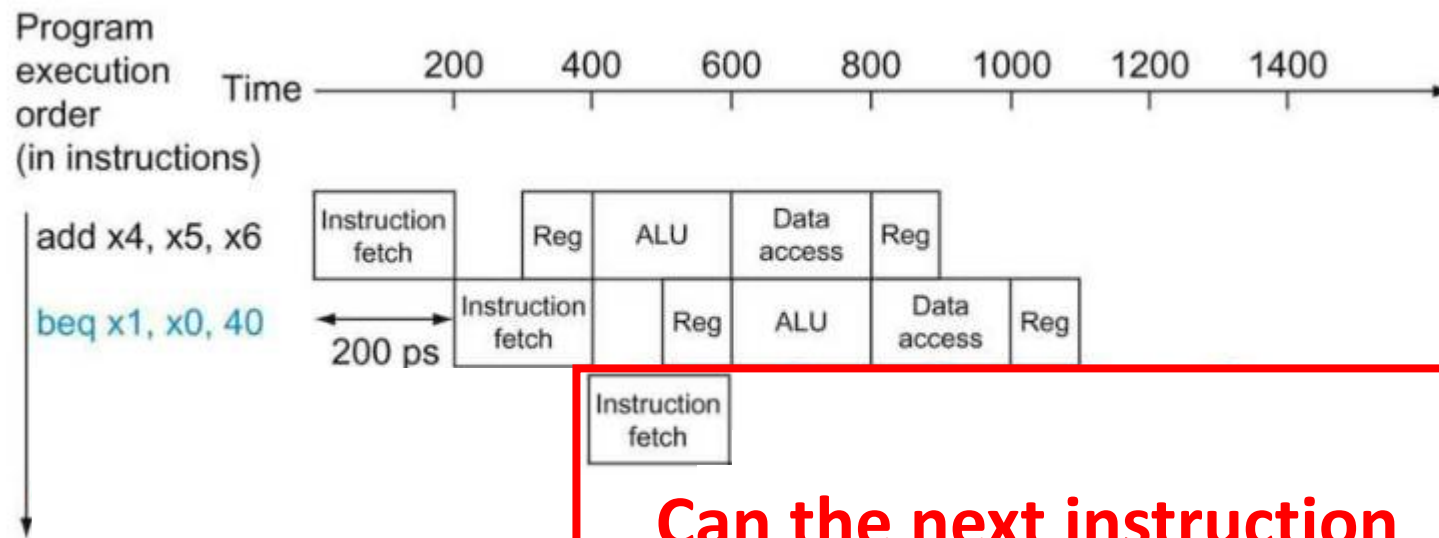 Program
execution
order
(in instructions)
Time
200 400 600 800 1000 1200 1400
add x4, x5, x6
Instruction
fetch
Reg
ALU
Data
access
Reg
beq x1, x0, 40
200 ps
Instruction
fetch
Reg
ALU
Data
access
Reg
Instruction
fetch
Can the next instruction